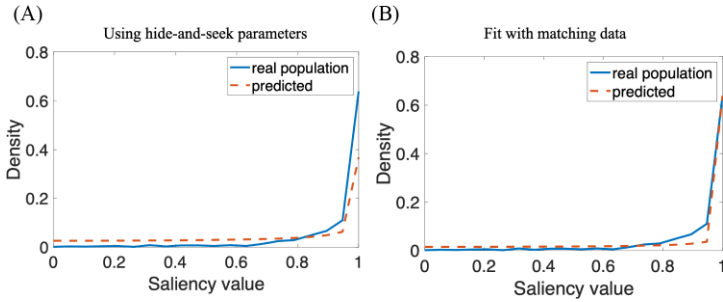 (A)
Using hide-and-seek parameters
0.8
0.6
0.4
0.2
0
Density
real population
predicted
0 0.2 0.4 0.6 0.8 1
Saliency value
(B)
Fit with matching data
0.8
0.6
0.4
0.2
0
Density
real population
predicted
0 0.2 0.4 0.6 0.8 1
Saliency value